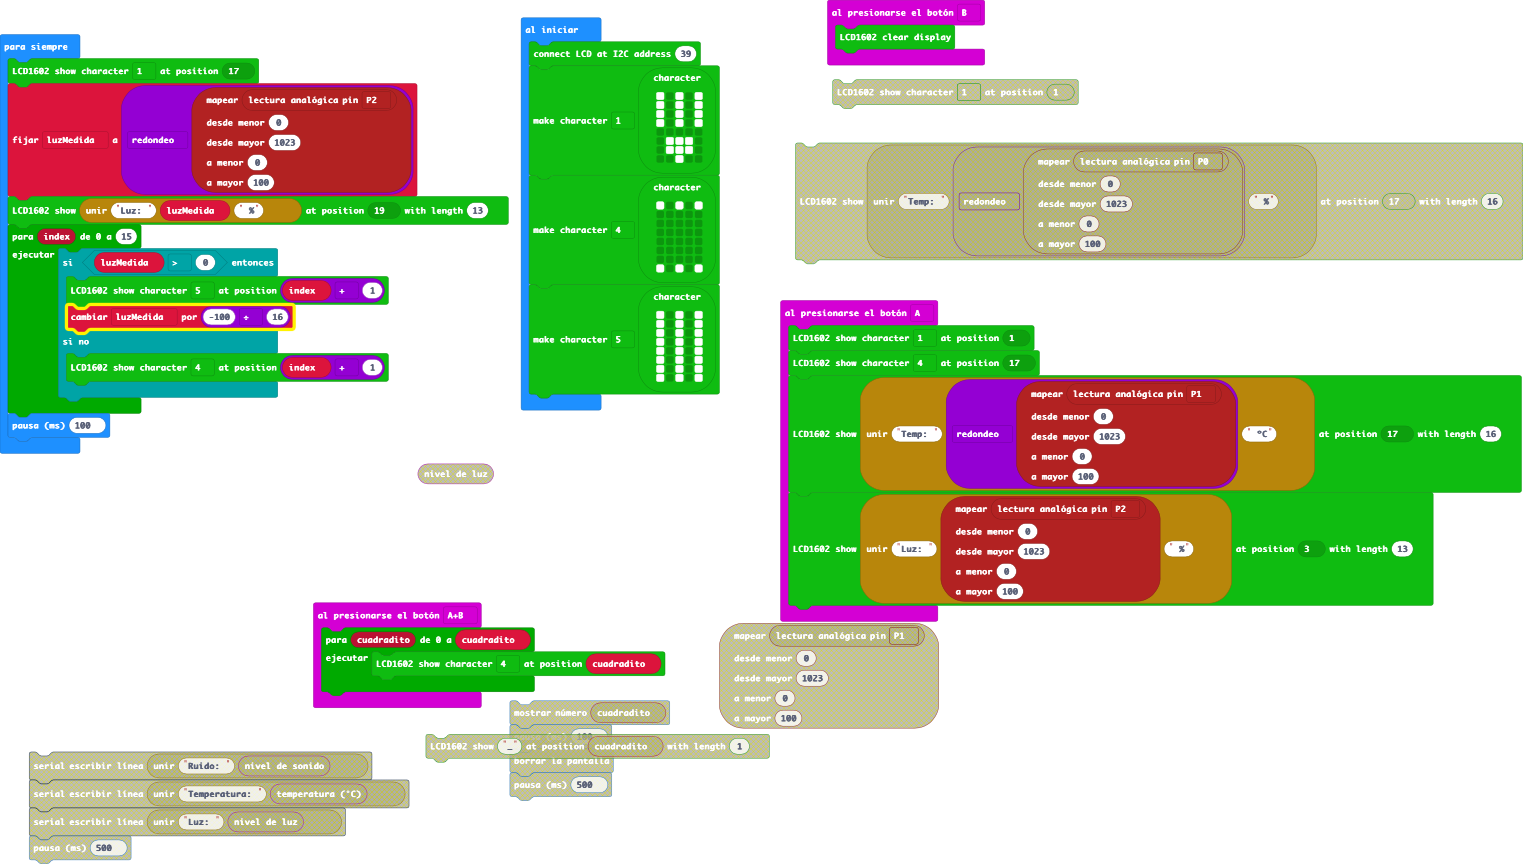 para siempre
LCD1602 show character 1 at position 17
fijar luzMedida a redondeo mapear lectura analógica pin P2
desde menor 0
desde mayor 1023
a menor 0
a mayor 100
LCD1602 show unir "Luz: " luzMedida " %" at position 19 with length 13
para index de 0 a 15
ejecutar
si luzMedida > 0 entonces
LCD1602 show character 5 at position index + 1
cambiar luzMedida por -100 ÷ 16
si no
LCD1602 show character 4 at position index + 1
pausa (ms) 100
al iniciar
connect LCD at I2C address 39
make character 1 character
make character 4 character
make character 5 character
al presionarse el botón B
LCD1602 clear display
LCD1602 show character 1 at position 1
LCD1602 show unir "Temp: " redondeo mapear lectura analógica pin P0
desde menor 0
desde mayor 1023
a menor 0
a mayor 100
" %" at position 17 with length 16
al presionarse el botón A
LCD1602 show character 1 at position 1
LCD1602 show character 4 at position 17
LCD1602 show unir "Temp: " redondeo mapear lectura analógica pin P1
desde menor 0
desde mayor 1023
a menor 0
a mayor 100
" ºC" at position 17 with length 16
LCD1602 show unir "Luz: " mapear lectura analógica pin P2
desde menor 0
desde mayor 1023
a menor 0
a mayor 100
" %" at position 3 with length 13
nivel de luz
al presionarse el botón A+B
para cuadradito de 0 a cuadradito
ejecutar LCD1602 show character 4 at position cuadradito
mapear lectura analógica pin P1
desde menor 0
desde mayor 1023
a menor 0
a mayor 100
mostrar número cuadradito
LCD1602 show "_" at position cuadradito with length 1
borrar la pantalla
pausa (ms) 500
serial escribir linea unir "Ruido: " nivel de sonido
serial escribir linea unir "Temperatura: " temperatura (°C)
serial escribir linea unir "Luz: " nivel de luz
pausa (ms) 500